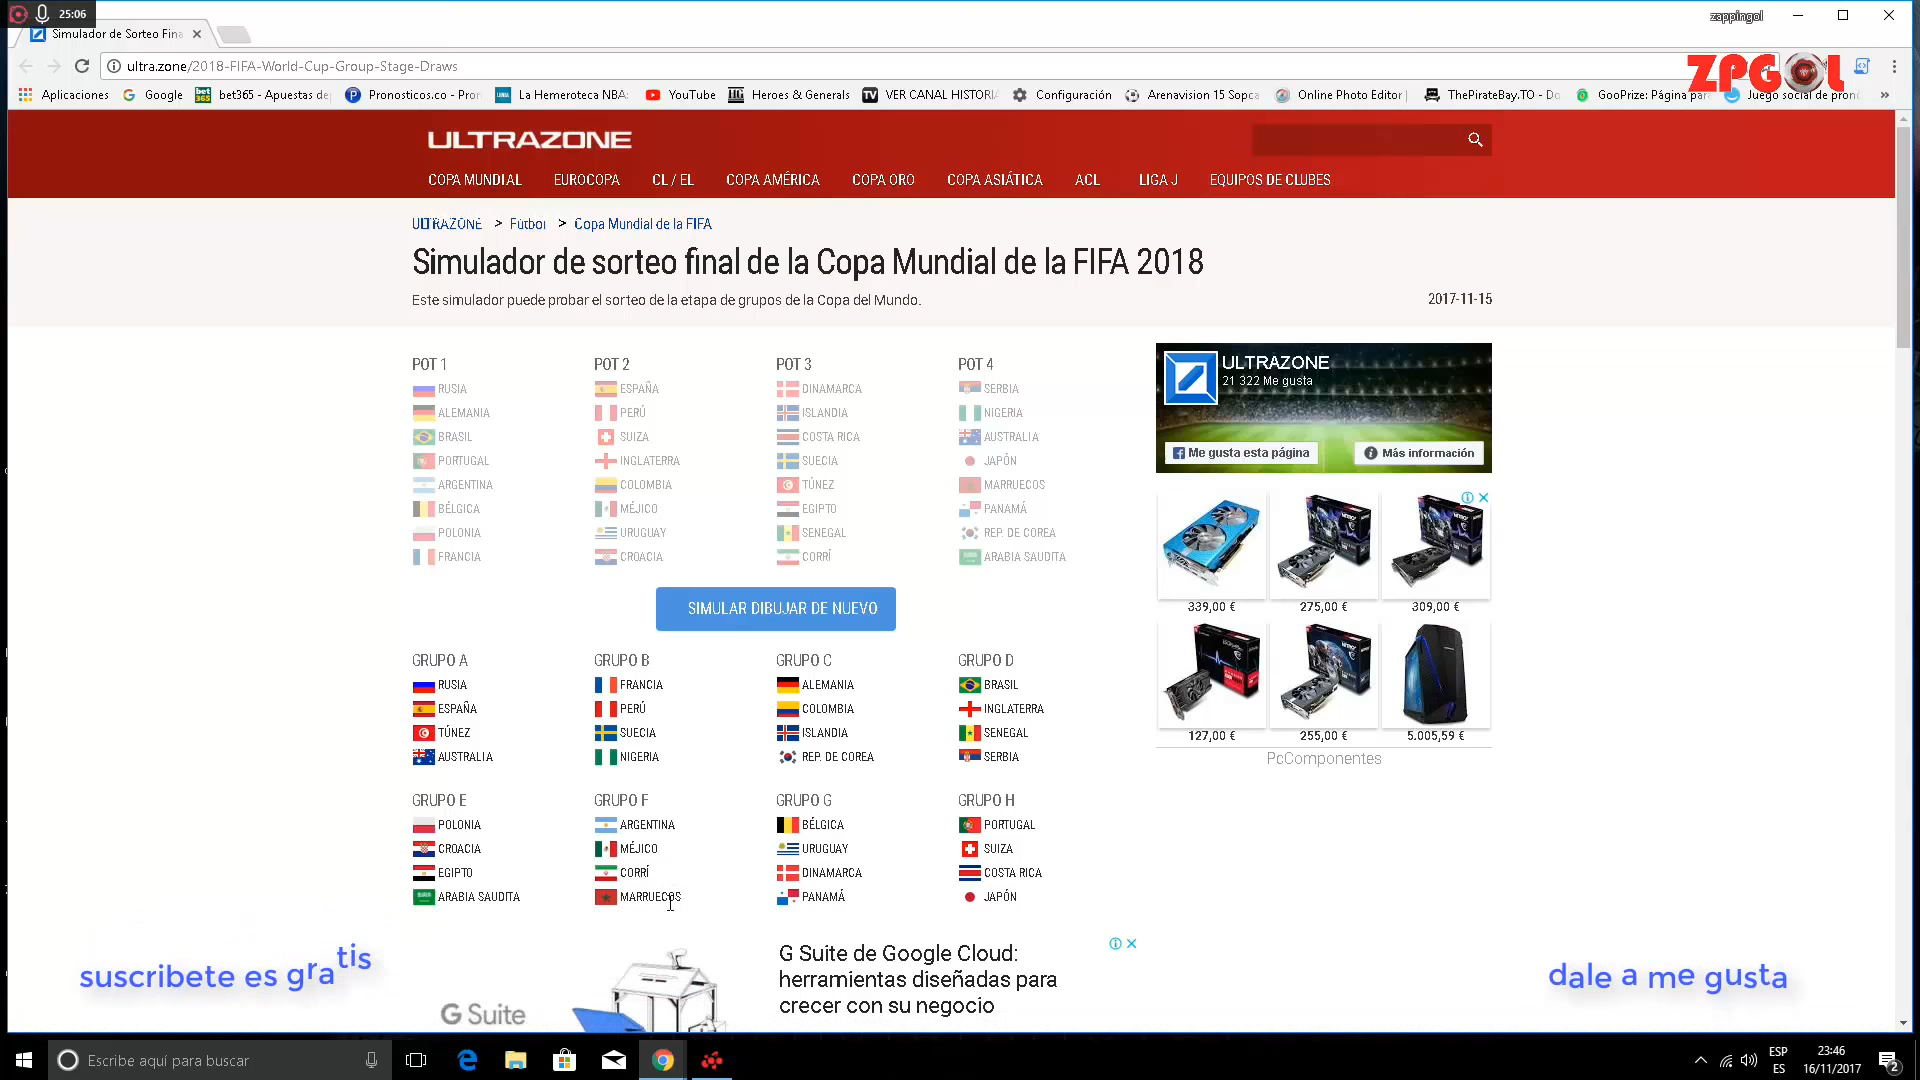 25:06
zappingol
Simulador de Sorteo Fina
ultra.zone/2018-FIFA-World-Cup-Group-Stage-Draws
ZPGOL
Aplicaciones Google bet365 - Apuestas de Pronosticos.co - Pron La Hemeroteca NBA YouTube Heroes & Generals VER CANAL HISTORI Configuración Arenavision 15 Sopca Online Photo Editor ThePirateBay.TO - Do GooPrize: Página par Juego social de pron »
ULTRAZONE
COPA MUNDIAL EUROCOPA CL / EL COPA AMÉRICA COPA ORO COPA ASIÁTICA ACL LIGA J EQUIPOS DE CLUBES
ULTRAZONE > Fútbol > Copa Mundial de la FIFA
Simulador de sorteo final de la Copa Mundial de la FIFA 2018
Este simulador puede probar el sorteo de la etapa de grupos de la Copa del Mundo. 2017-11-15
POT 1 POT 2 POT 3 POT 4
RUSIA ESPAÑA DINAMARCA SERBIA
ALEMANIA PERÚ ISLANDIA NIGERIA
BRASIL SUIZA COSTA RICA AUSTRALIA
PORTUGAL INGLATERRA SUECIA JAPÓN
ARGENTINA COLOMBIA TÚNEZ MARRUECOS
BÉLGICA MÉJICO EGIPTO PANAMÁ
POLONIA URUGUAY SENEGAL REP. DE COREA
FRANCIA CROACIA CORRÍ ARABIA SAUDITA
ULTRAZONE
21 322 Me gusta
Me gusta esta página Más información
339,00 € 275,00 € 309,00 €
127,00 € 255,00 € 5.005,59 €
PcComponentes
SIMULAR DIBUJAR DE NUEVO
GRUPO A GRUPO B GRUPO C GRUPO D
RUSIA FRANCIA ALEMANIA BRASIL
ESPAÑA PERÚ COLOMBIA INGLATERRA
TÚNEZ SUECIA ISLANDIA SENEGAL
AUSTRALIA NIGERIA REP. DE COREA SERBIA
GRUPO E GRUPO F GRUPO G GRUPO H
POLONIA ARGENTINA BÉLGICA PORTUGAL
CROACIA MÉJICO URUGUAY SUIZA
EGIPTO CORRÍ DINAMARCA COSTA RICA
ARABIA SAUDITA MARRUECOS PANAMÁ JAPÓN
suscribete es gratis
dale a me gusta
G Suite
G Suite de Google Cloud:
herramientas diseñadas para
crecer con su negocio
Escribe aquí para buscar
ESP
ES
23:46
16/11/2017
2